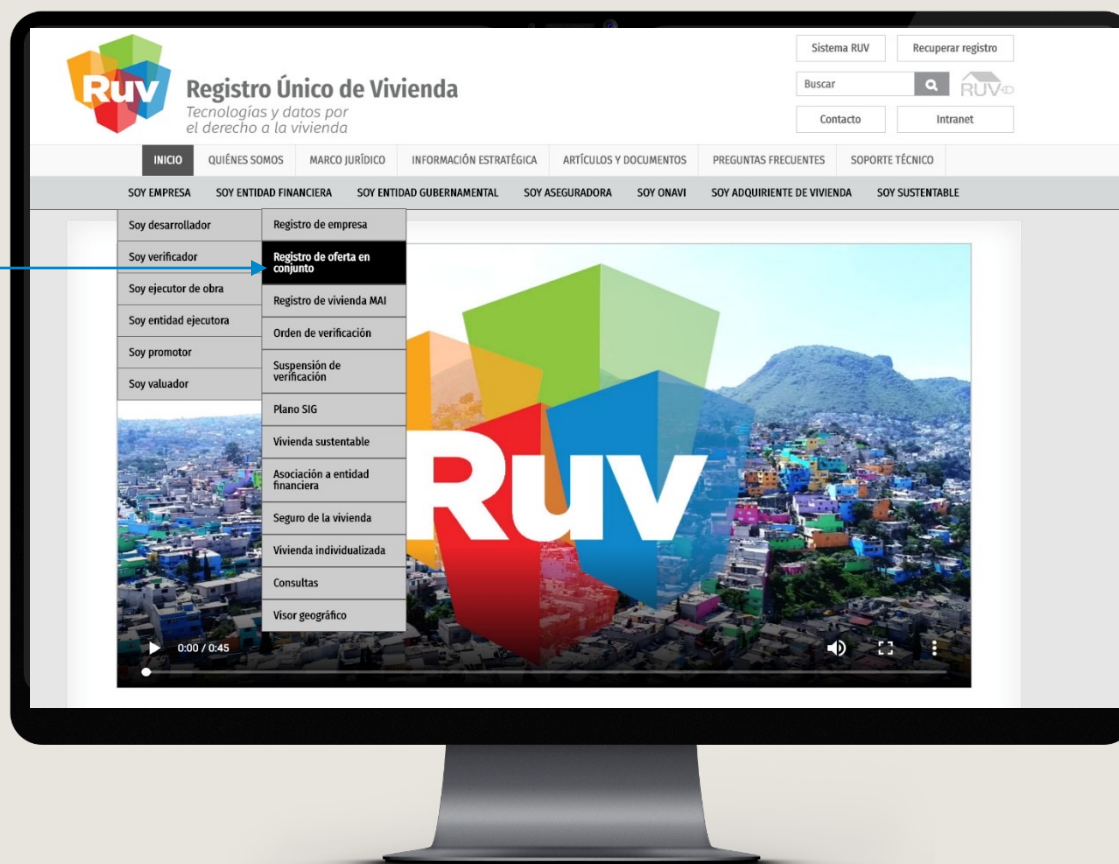 Ruv
Registro Único de Vivienda
Tecnologías y datos por
el derecho a la vivienda
Sistema RUV
Recuperar registro
Buscar
RUV
Contacto
Intranet
INICIO
QUIÉNES SOMOS
MARCO JURÍDICO
INFORMACIÓN ESTRATÉGICA
ARTÍCULOS Y DOCUMENTOS
PREGUNTAS FRECUENTES
SOPORTE TÉCNICO
SOY EMPRESA
SOY ENTIDAD FINANCIERA
SOY ENTIDAD GUBERNAMENTAL
SOY ASEGURADORA
SOY ONAVI
SOY ADQUIRIENTE DE VIVIENDA
SOY SUSTENTABLE
Soy desarrollador
Soy verificador
Soy ejecutor de obra
Soy entidad ejecutora
Soy promotor
Soy valuador
Registro de empresa
Registro de oferta en
conjunto
Registro de vivienda MAI
Orden de verificación
Suspensión de
verificación
Plano SIG
Vivienda sustentable
Asociación a entidad
financiera
Seguro de la vivienda
Vivienda individualizada
Consultas
Visor geográfico
Ruv
0:00 / 0:45